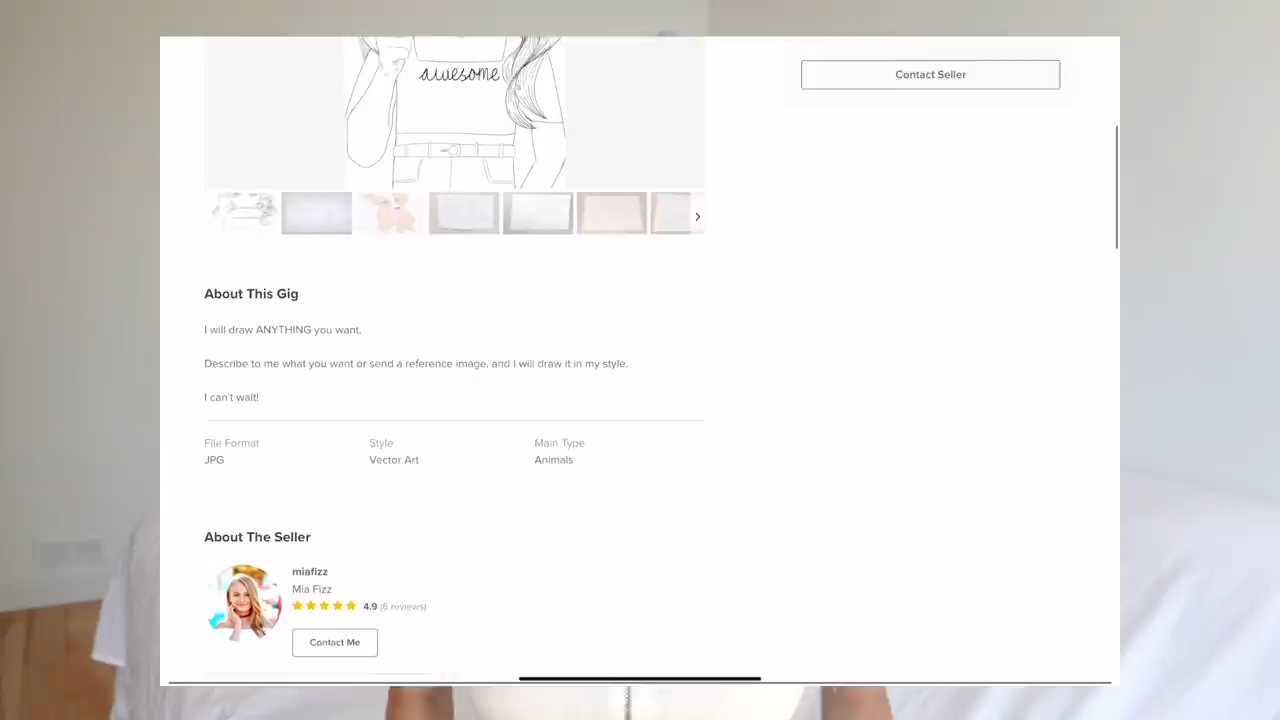 awesome
Contact Seller
About This Gig
I will draw ANYTHING you want.
Describe to me what you want or send a reference image, and I will draw it in my style.
I can't wait!
File Format
Style
Main Type
JPG
Vector Art
Animals
About The Seller
miafizz
Mia Fizz
4.9 (6 reviews)
Contact Me